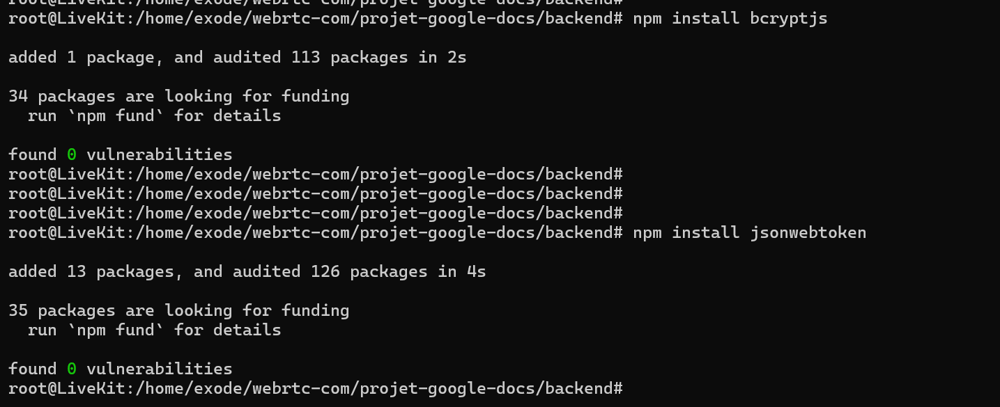 root@LiveKit:/home/exode/webrtc-com/projet-google-docs/backend#
root@LiveKit:/home/exode/webrtc-com/projet-google-docs/backend# npm install bcryptjs
added 1 package, and audited 113 packages in 2s
34 packages are looking for funding
  run `npm fund` for details
found 0 vulnerabilities
root@LiveKit:/home/exode/webrtc-com/projet-google-docs/backend#
root@LiveKit:/home/exode/webrtc-com/projet-google-docs/backend#
root@LiveKit:/home/exode/webrtc-com/projet-google-docs/backend#
root@LiveKit:/home/exode/webrtc-com/projet-google-docs/backend# npm install jsonwebtoken
added 13 packages, and audited 126 packages in 4s
35 packages are looking for funding
  run `npm fund` for details
found 0 vulnerabilities
root@LiveKit:/home/exode/webrtc-com/projet-google-docs/backend#